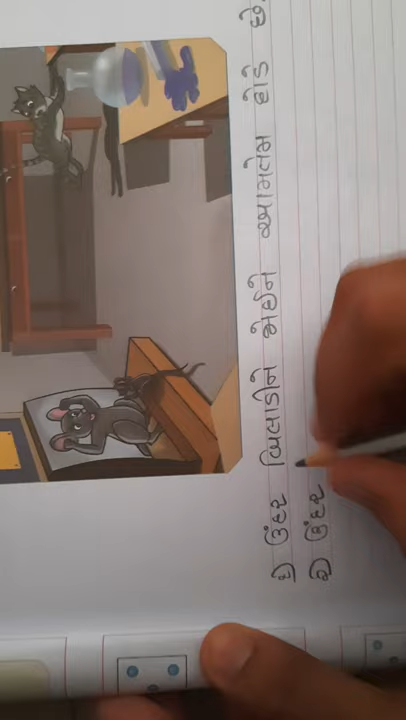 ૧) ઉંદર બિલાડીને જોઈને આમતેમ દોડે છે.
૨) ઉંદર